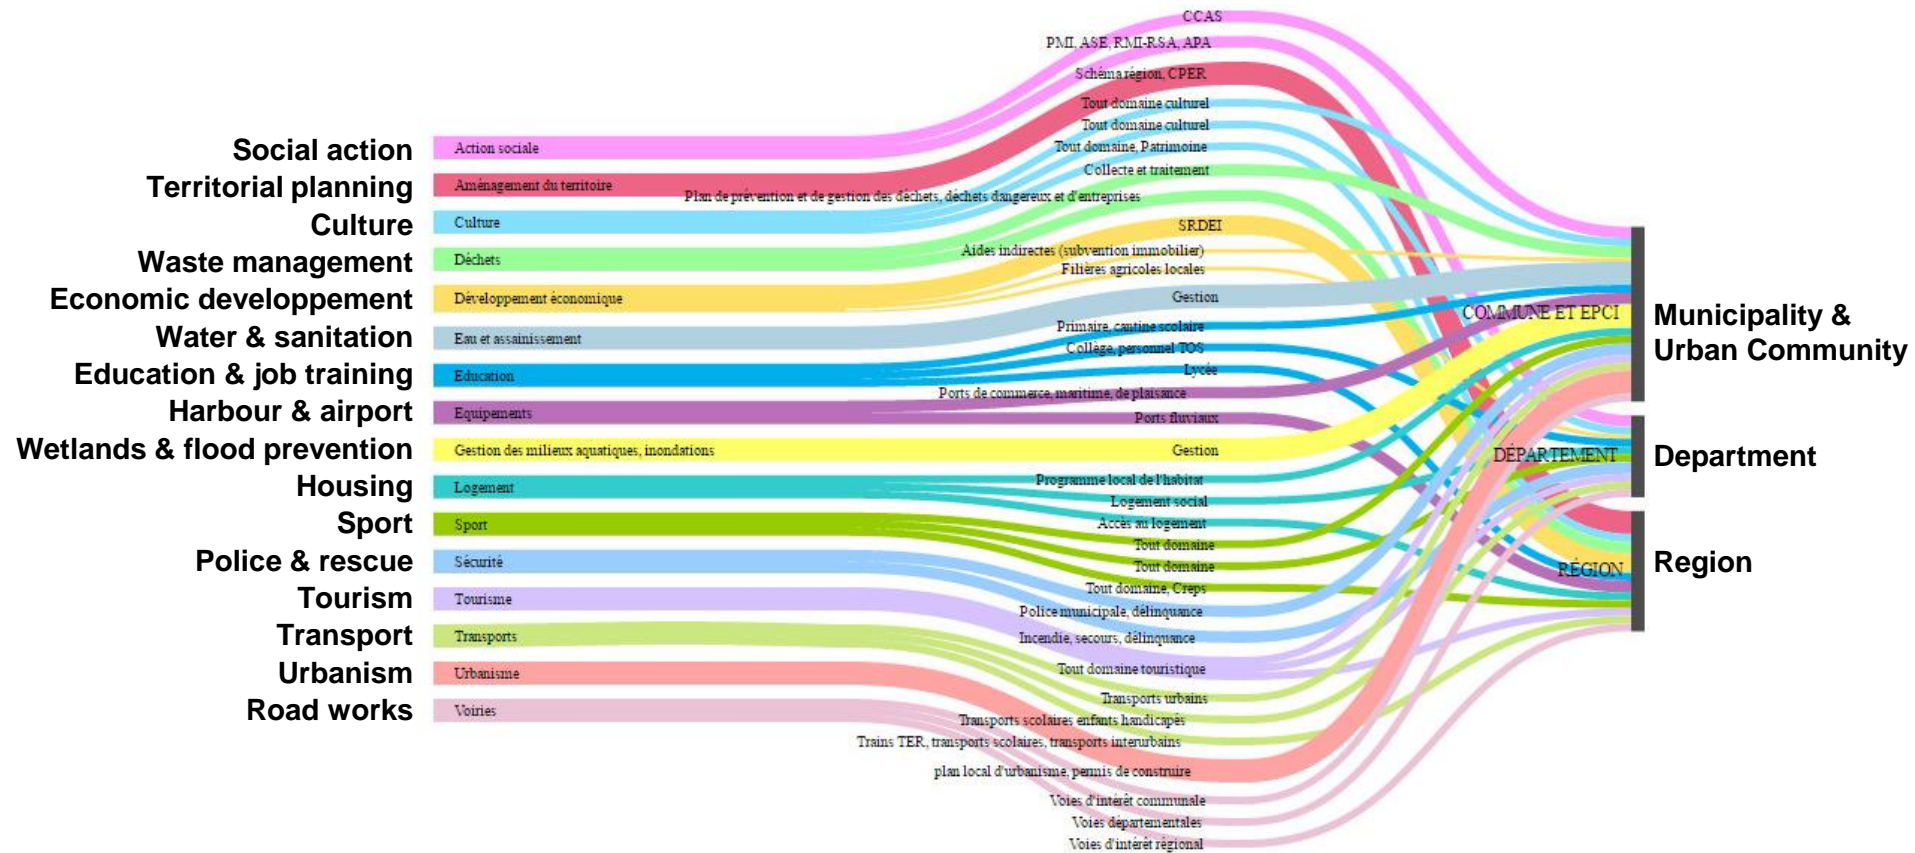 Social action
Territorial planning
Culture
Waste management
Economic developpement
Water & sanitation
Education & job training
Harbour & airport
Wetlands & flood prevention
Housing
Sport
Police & rescue
Tourism
Transport
Urbanism
Road works
Action sociale
Aménagement du territoire
Culture
Déchets
Développement économique
Eau et assainissement
Education
Equipements
Gestion des milieux aquatiques, inondations
Logement
Sport
Sécurité
Tourisme
Transports
Urbanisme
Voiries
CCAS
PMI, ASE, RMI-RSA, APA
Schéma région, CPER
Tout domaine culturel
Tout domaine culturel
Tout domaine, Patrimoine
Collecte et traitement
Plan de prévention et de gestion des déchets, déchets dangereux et d'entreprises
SRDEI
Aides indirectes (subvention immobilier)
Filières agricoles locales
Gestion
Primaire, cantine scolaire
Collège, personnel TOS
Lycée
Ports de commerce, maritime, de plaisance
Ports fluviaux
Gestion
Programme local de l'habitat
Logement social
Accès au logement
Tout domaine
Tout domaine
Tout domaine, Creps
Police municipale, délinquance
Incendie, secours, délinquance
Tout domaine touristique
Transports urbains
Transports scolaires enfants handicapés
Trains TER, transports scolaires, transports interurbains
plan local d'urbanisme, permis de construire
Voies d'intérêt communale
Voies départementales
Voies d'intérêt régional
COMMUNE ET EPCI
DÉPARTEMENT
RÉGION
Municipality &
Urban Community
Department
Region